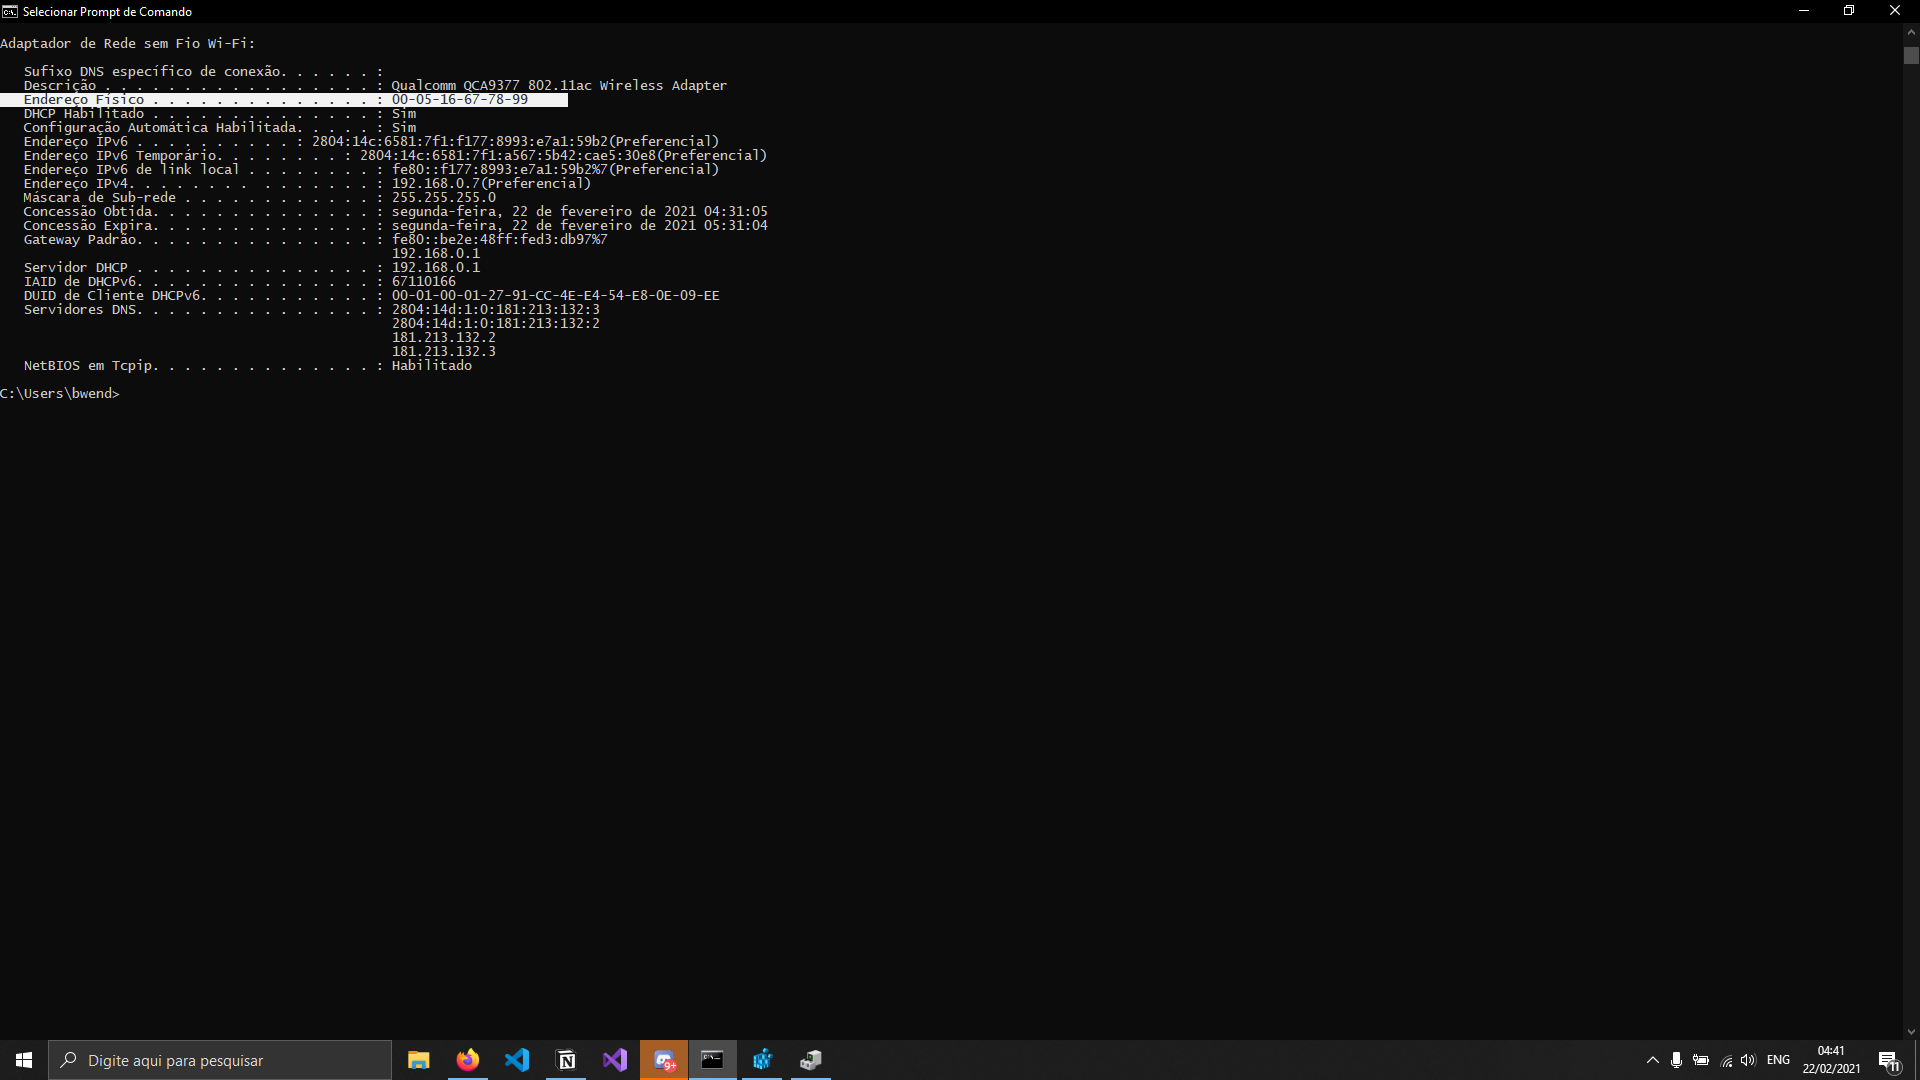 Selecionar Prompt de Comando
Adaptador de Rede sem Fio Wi-Fi:
Sufixo DNS específico de conexão. . . . . . :
Descrição . . . . . . . . . . . . . . . . . : Qualcomm QCA9377 802.11ac Wireless Adapter
Endereço Físico . . . . . . . . . . . . . . : 00-05-16-67-78-99
DHCP Habilitado . . . . . . . . . . . . . . : Sim
Configuração Automática Habilitada. . . . . : Sim
Endereço IPv6 . . . . . . . . . . : 2804:14c:6581:7f1:f177:8993:e7a1:59b2(Preferencial)
Endereço IPv6 Temporário. . . . . . . . : 2804:14c:6581:7f1:a567:5b42:cae5:30e8(Preferencial)
Endereço IPv6 de link local . . . . . . . . : fe80::f177:8993:e7a1:59b2%7(Preferencial)
Endereço IPv4. . . . . . . .  . . . . . . . : 192.168.0.7(Preferencial)
Máscara de Sub-rede . . . . . . . . . . . . : 255.255.255.0
Concessão Obtida. . . . . . . . . . . . . . : segunda-feira, 22 de fevereiro de 2021 04:31:05
Concessão Expira. . . . . . . . . . . . . . : segunda-feira, 22 de fevereiro de 2021 05:31:04
Gateway Padrão. . . . . . . . . . . . . . . : fe80::be2e:48ff:fed3:db97%7
192.168.0.1
Servidor DHCP . . . . . . . . . . . . . . . : 192.168.0.1
IAID de DHCPv6. . . . . . . . . . . . . . . : 67110166
DUID de Cliente DHCPv6. . . . . . . . . . . : 00-01-00-01-27-91-CC-4E-E4-54-E8-0E-09-EE
Servidores DNS. . . . . . . . . . . . . . . : 2804:14d:1:0:181:213:132:3
2804:14d:1:0:181:213:132:2
181.213.132.2
181.213.132.3
NetBIOS em Tcpip. . . . . . . . . . . . . . : Habilitado
C:\Users\bwend>
Digite aqui para pesquisar
9+
ENG
04:41
22/02/2021
11